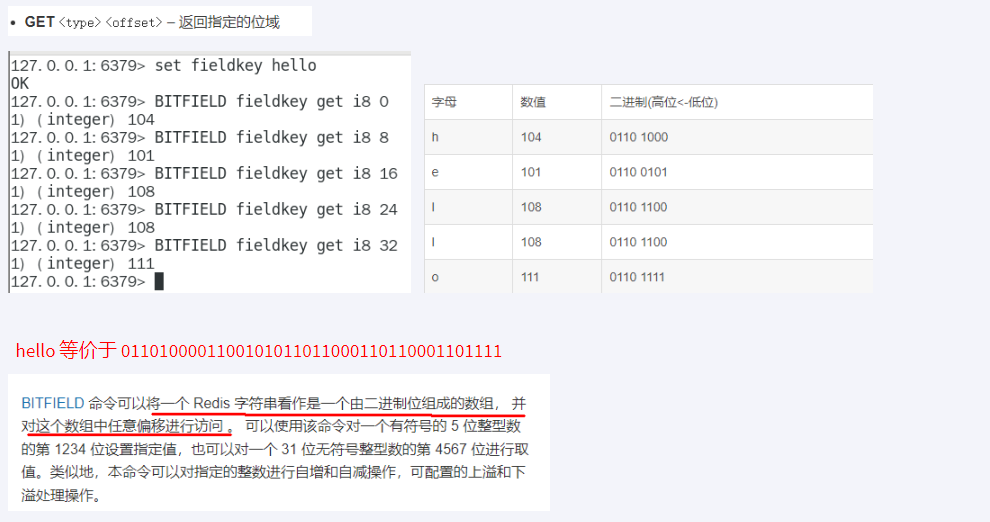 • GET <type> <offset> – 返回指定的位域
127.0.0.1:6379> set fieldkey hello
OK
127.0.0.1:6379> BITFIELD fieldkey get i8 0
1) (integer) 104
127.0.0.1:6379> BITFIELD fieldkey get i8 8
1) (integer) 101
127.0.0.1:6379> BITFIELD fieldkey get i8 16
1) (integer) 108
127.0.0.1:6379> BITFIELD fieldkey get i8 24
1) (integer) 108
127.0.0.1:6379> BITFIELD fieldkey get i8 32
1) (integer) 111
127.0.0.1:6379>
字母 数值 二进制(高位<-低位)
h 104 0110 1000
e 101 0110 0101
l 108 0110 1100
l 108 0110 1100
o 111 0110 1111
hello 等价于 0110100001100101011011000110110001101111
BITFIELD 命令可以将一个 Redis 字符串看作是一个由二进制位组成的数组， 并
对这个数组中任意偏移进行访问 。 可以使用该命令对一个有符号的 5 位整型数
的第 1234 位设置指定值，也可以对一个 31 位无符号整型数的第 4567 位进行取
值。类似地，本命令可以对指定的整数进行自增和自减操作，可配置的上溢和下
溢处理操作。